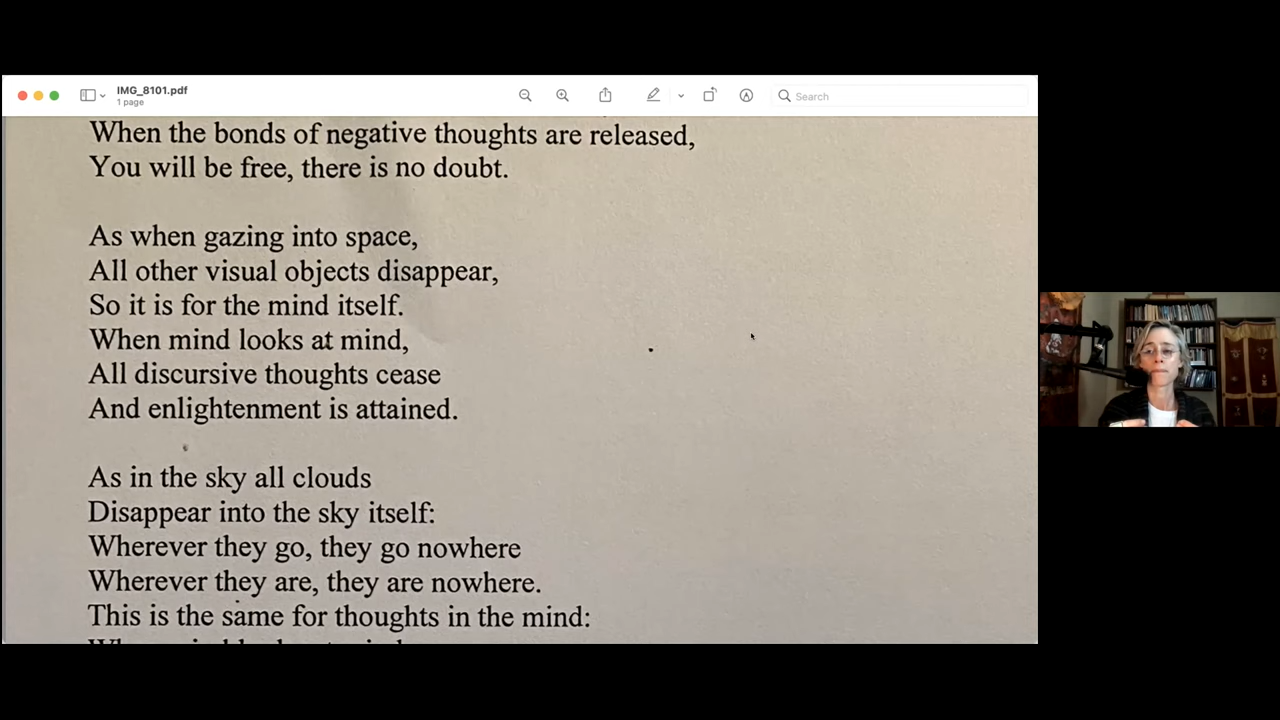 IMG_8101.pdf
1 page
Search
When the bonds of negative thoughts are released,
You will be free, there is no doubt.
As when gazing into space,
All other visual objects disappear,
So it is for the mind itself.
When mind looks at mind,
All discursive thoughts cease
And enlightenment is attained.
As in the sky all clouds
Disappear into the sky itself:
Wherever they go, they go nowhere
Wherever they are, they are nowhere.
This is the same for thoughts in the mind: